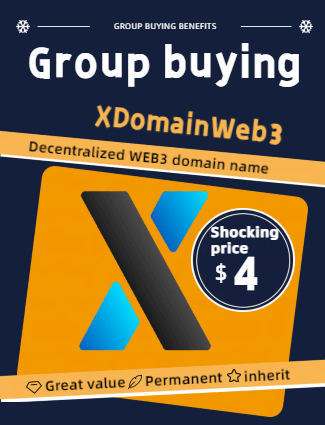 GROUP BUYING BENEFITS
Group buying
XDomainWeb3
Decentralized WEB3 domain name
Shocking
price
$ 4
Great value Permanent inherit